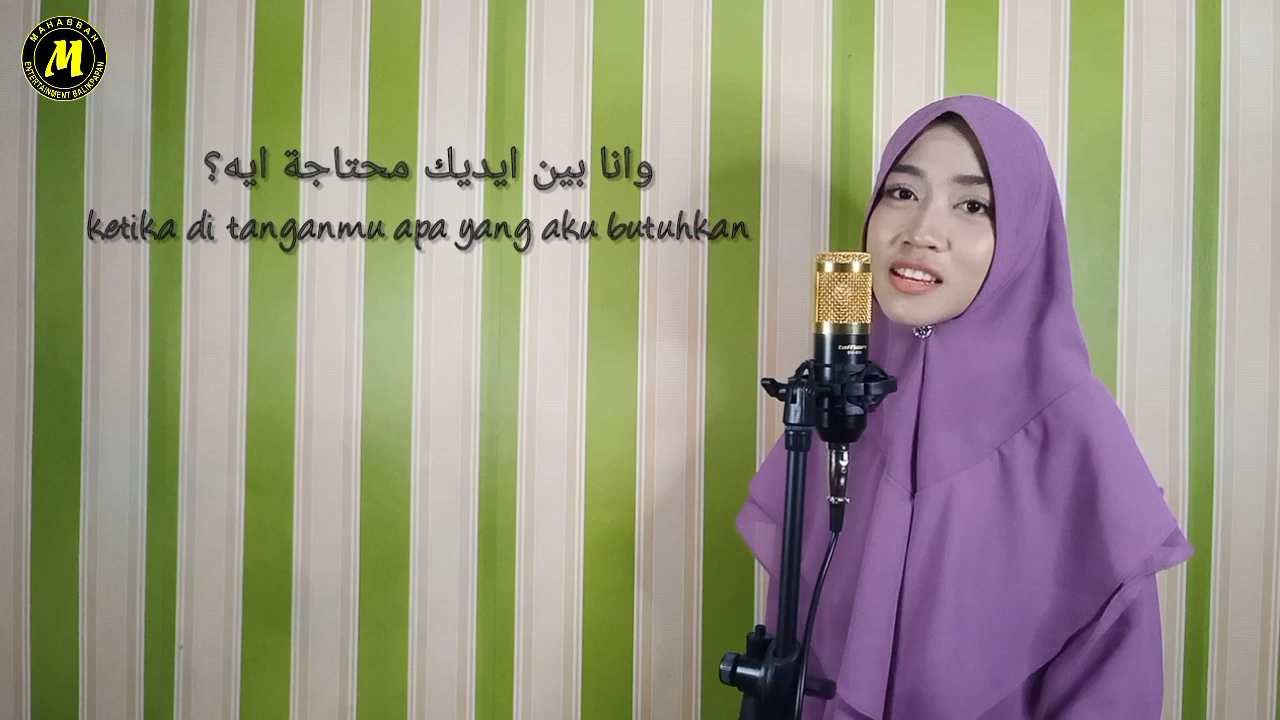 MAHABBAH
M
ENTERTAINMENT BALIKPAPAN
وانا بين ايديك محتاجة ايه؟
ketika di tanganmu apa yang aku butuhkan